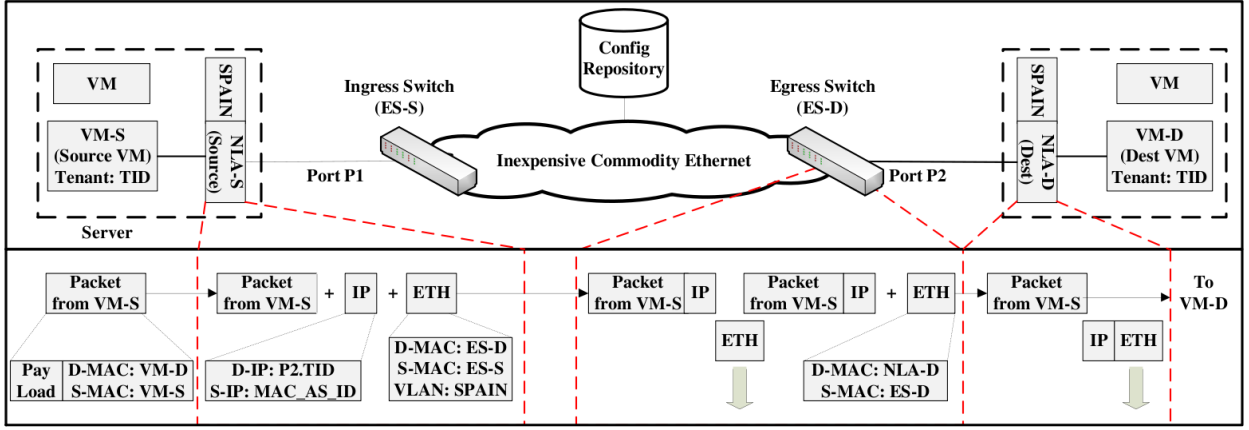 Config
Repository
VM
SPAIN
NLA-S
(Source)
VM-S
(Source VM)
Tenant: TID
Server
Ingress Switch
(ES-S)
Port P1
Inexpensive Commodity Ethernet
Egress Switch
(ES-D)
Port P2
SPAIN
NLA-D
(Dest)
VM
VM-D
(Dest VM)
Tenant: TID
Packet
from VM-S
Packet
from VM-S
+
IP
+
ETH
Packet
from VM-S
IP
Packet
from VM-S
IP
+
ETH
Packet
from VM-S
To
VM-D
ETH
IP
ETH
Pay
Load
D-MAC: VM-D
S-MAC: VM-S
D-IP: P2.TID
S-IP: MAC_AS_ID
D-MAC: ES-D
S-MAC: ES-S
VLAN: SPAIN
D-MAC: NLA-D
S-MAC: ES-D